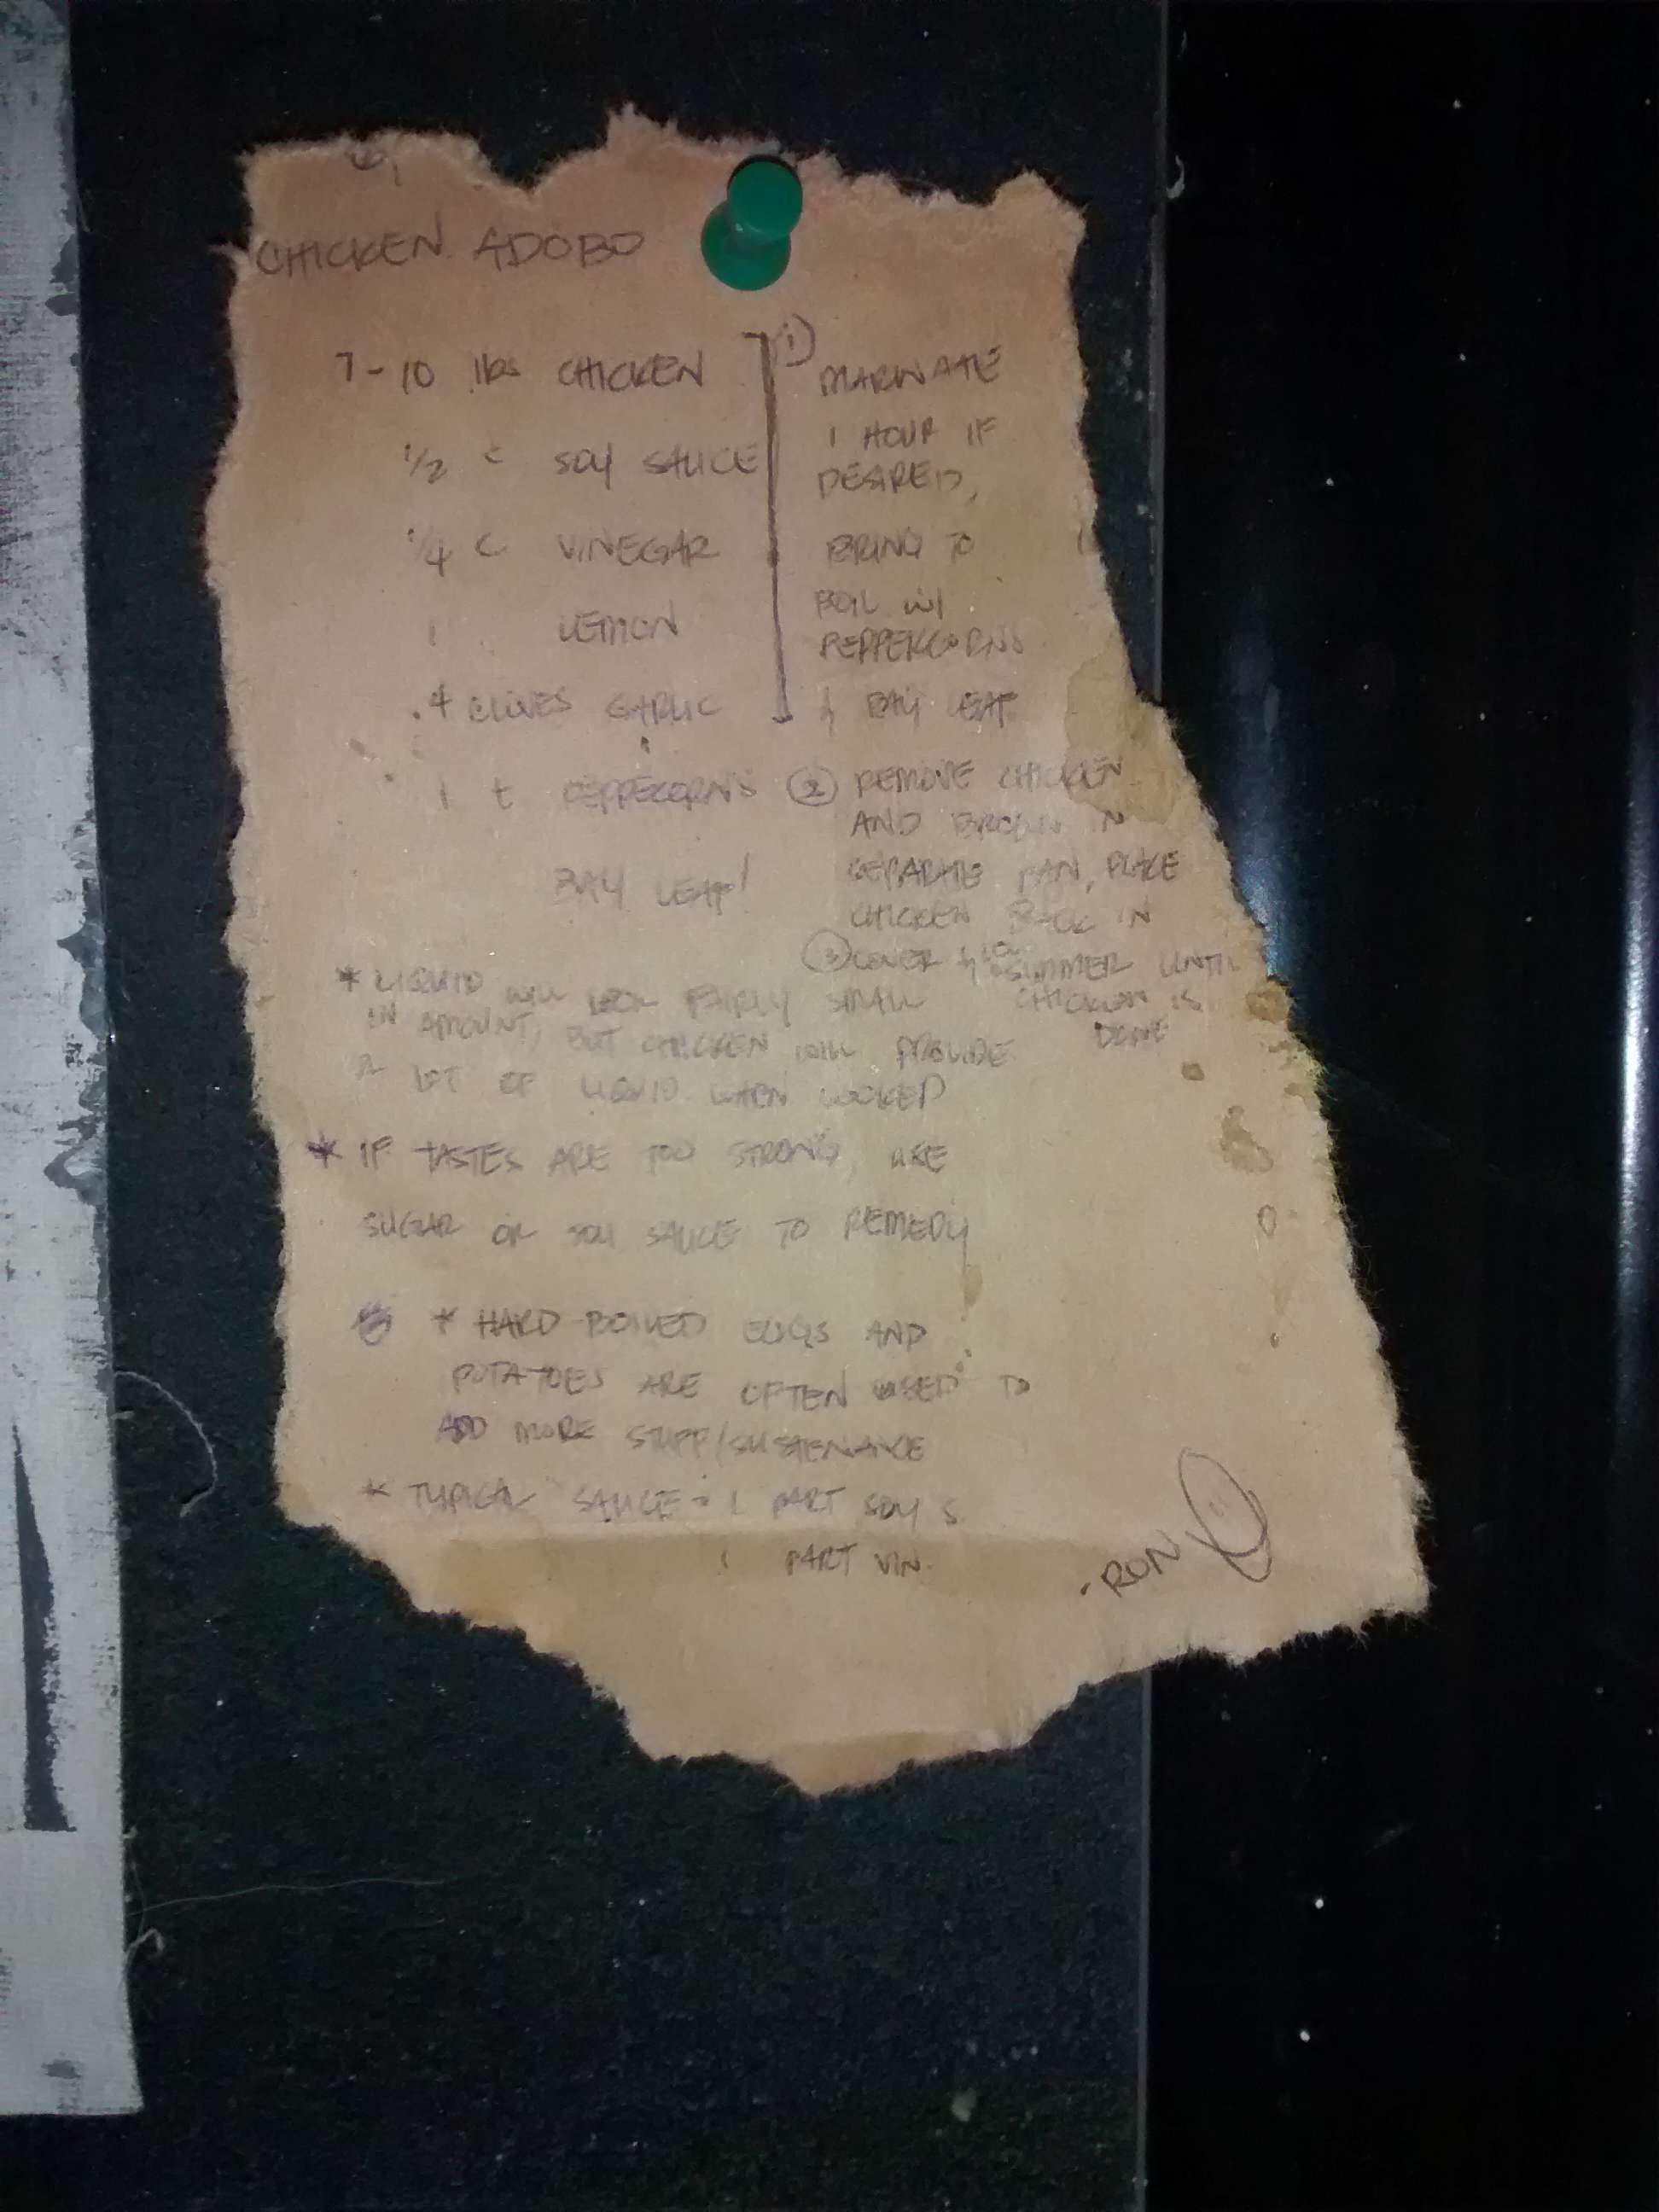 CHICKEN ADOBO
7-10 lbs CHICKEN
1/2 C SOY SAUCE
1/4 C VINEGAR
1 LEMON
4 CLOVES GARLIC
1 t PEPPECORNS
BAY LEAF!
① MARINATE
1 HOUR IF
DESIRED,
BRING TO
BOIL W/
PEPPERCORNS
& BAY LEAF
② REMOVE CHICKEN
AND BROWN IN
SEPARATE PAN, PLACE
CHICKEN BACK IN
③ COVER & SIMMER UNTIL
CHICKEN IS
DONE
* LIQUID WILL LOOK FAIRLY SMALL
IN AMOUNT, BUT CHICKEN WILL PROVIDE
A LOT OF LIQUID WHEN COOKED
* IF TASTES ARE TOO STRONG, USE
SUGAR OR SOY SAUCE TO REMEDY
* HARD-BOILED EGGS AND
POTATOES ARE OFTEN USED TO
ADD MORE STUFF/SUSTENANCE
* TYPICAL SAUCE = 1 PART SOY S.
1 PART VIN.
-RON